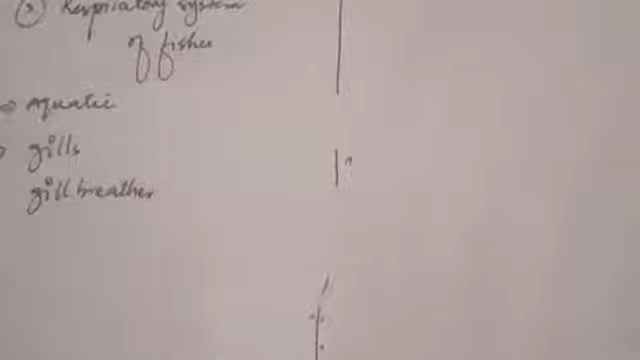 Respiratory system
of fishes
⇒ aquatic
gills
gill breather